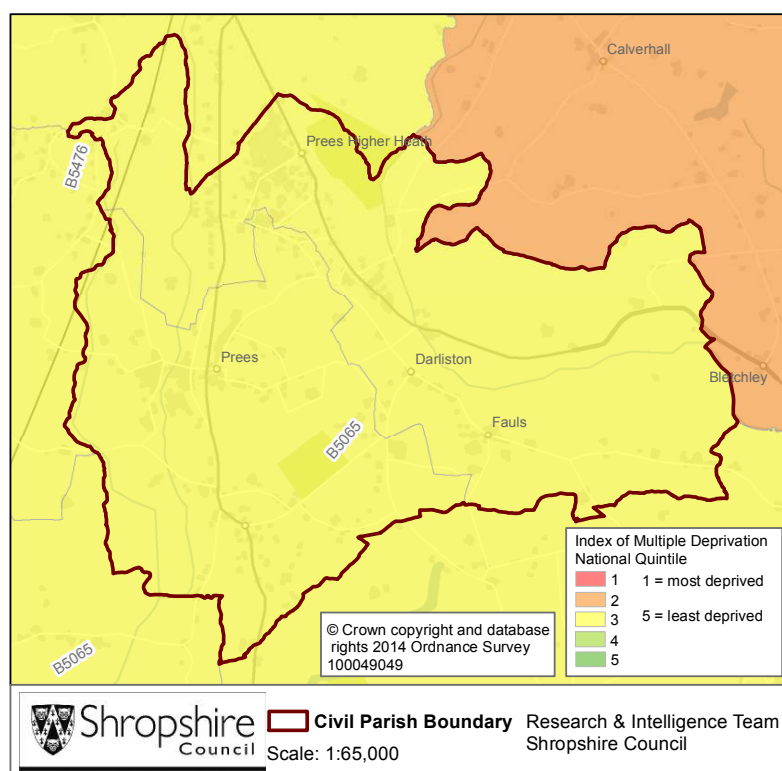 Calverhall
Prees Higher Heath
B5476
Prees
Darliston
Bletchley
Fauls
B5065
B5065
Index of Multiple Deprivation
National Quintile
1 1 = most deprived
2
3 5 = least deprived
4
5
© Crown copyright and database
rights 2014 Ordnance Survey
100049049
Shropshire
Council
Civil Parish Boundary
Scale: 1:65,000
Research & Intelligence Team
Shropshire Council